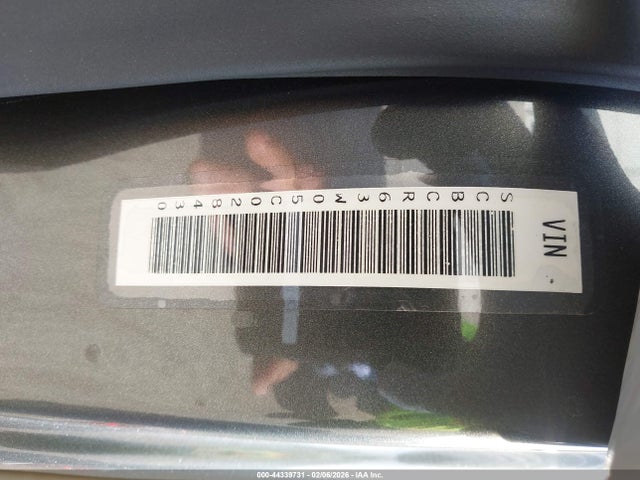 VIN
SCBCR63W05C028430
000-44339731 - 02/06/2026 - IAA Inc.